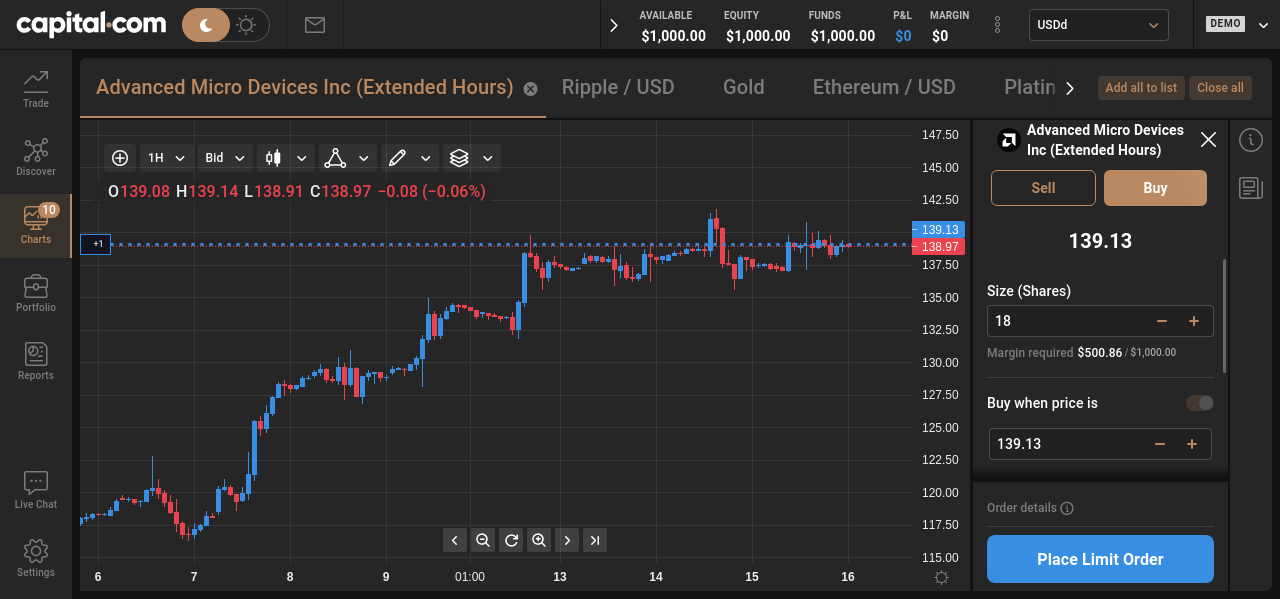 capital.com
AVAILABLE
$1,000.00
EQUITY
$1,000.00
FUNDS
$1,000.00
P&L
$0
MARGIN
$0
USDd
DEMO
Trade
Discover
10
Charts
Portfolio
Reports
Live Chat
Settings
Advanced Micro Devices Inc (Extended Hours)
Ripple / USD
Gold
Ethereum / USD
Platin
Add all to list
Close all
1H
Bid
O139.08 H139.14 L138.91 C138.97 −0.08 (−0.06%)
+1
147.50
145.00
142.50
139.13
138.97
137.50
135.00
132.50
130.00
127.50
125.00
122.50
120.00
117.50
115.00
6 7 8 9 01:00 13 14 15 16
Advanced Micro Devices
Inc (Extended Hours)
Sell
Buy
139.13
Size (Shares)
18
Margin required $500.86 / $1,000.00
Buy when price is
139.13
Order details
Place Limit Order